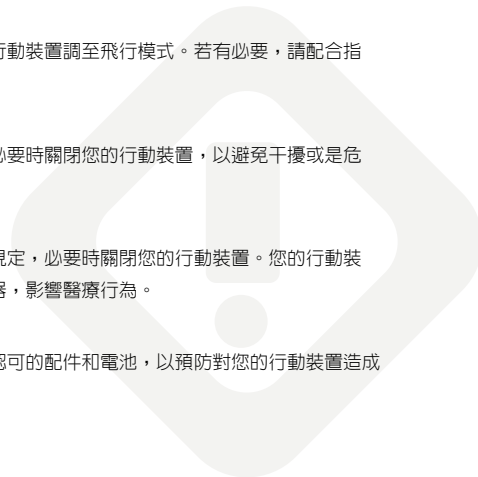 行動裝置調至飛行模式。若有必要，請配合指
必要時關閉您的行動裝置，以避免干擾或是危
規定，必要時關閉您的行動裝置。您的行動裝
器，影響醫療行為。
認可的配件和電池，以預防對您的行動裝置造成